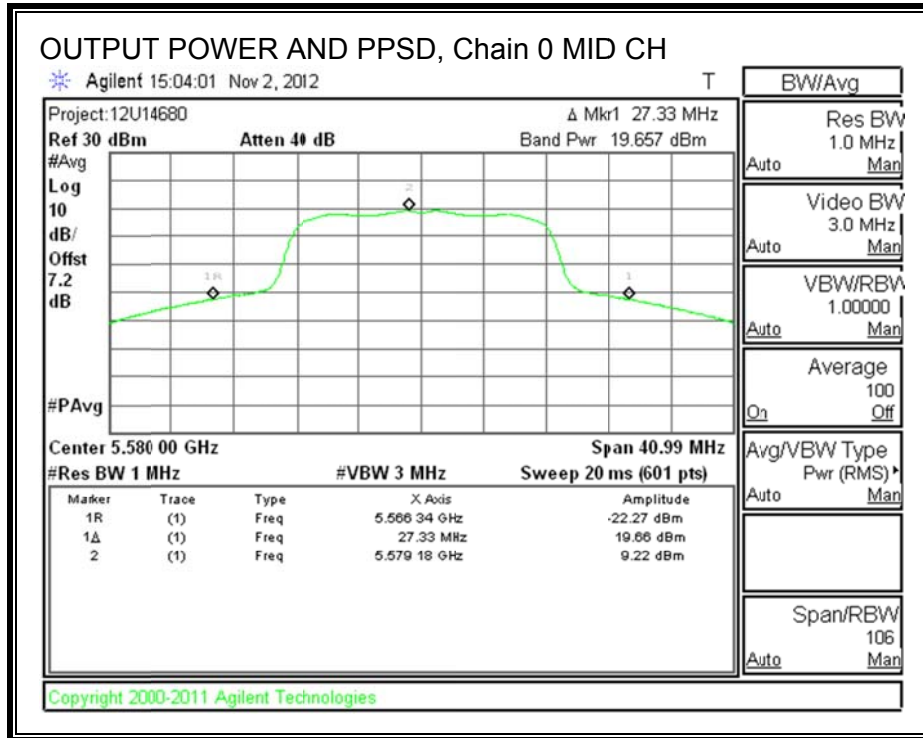 OUTPUT POWER AND PPSD, Chain 0 MID CH
Agilent 15:04:01 Nov 2, 2012 T
Project:12U14680 Δ Mkr1 27.33 MHz
Ref 30 dBm Atten 40 dB Band Pwr 19.657 dBm
#Avg
Log
10
dB/
Offst
7.2
dB
#PAvg
2
1R
1
Center 5.580 00 GHz Span 40.99 MHz
#Res BW 1 MHz #VBW 3 MHz Sweep 20 ms (601 pts)
Marker Trace Type X Axis Amplitude
1R (1) Freq 5.566 34 GHz -22.27 dBm
1Δ (1) Freq 27.33 MHz 19.66 dBm
2 (1) Freq 5.579 18 GHz 9.22 dBm
Copyright 2000-2011 Agilent Technologies
BW/Avg
Res BW
1.0 MHz
Auto Man
Video BW
3.0 MHz
Auto Man
VBW/RBW
1.00000
Auto Man
Average
100
On Off
Avg/VBW Type
Pwr (RMS)
Auto Man
Span/RBW
106
Auto Man